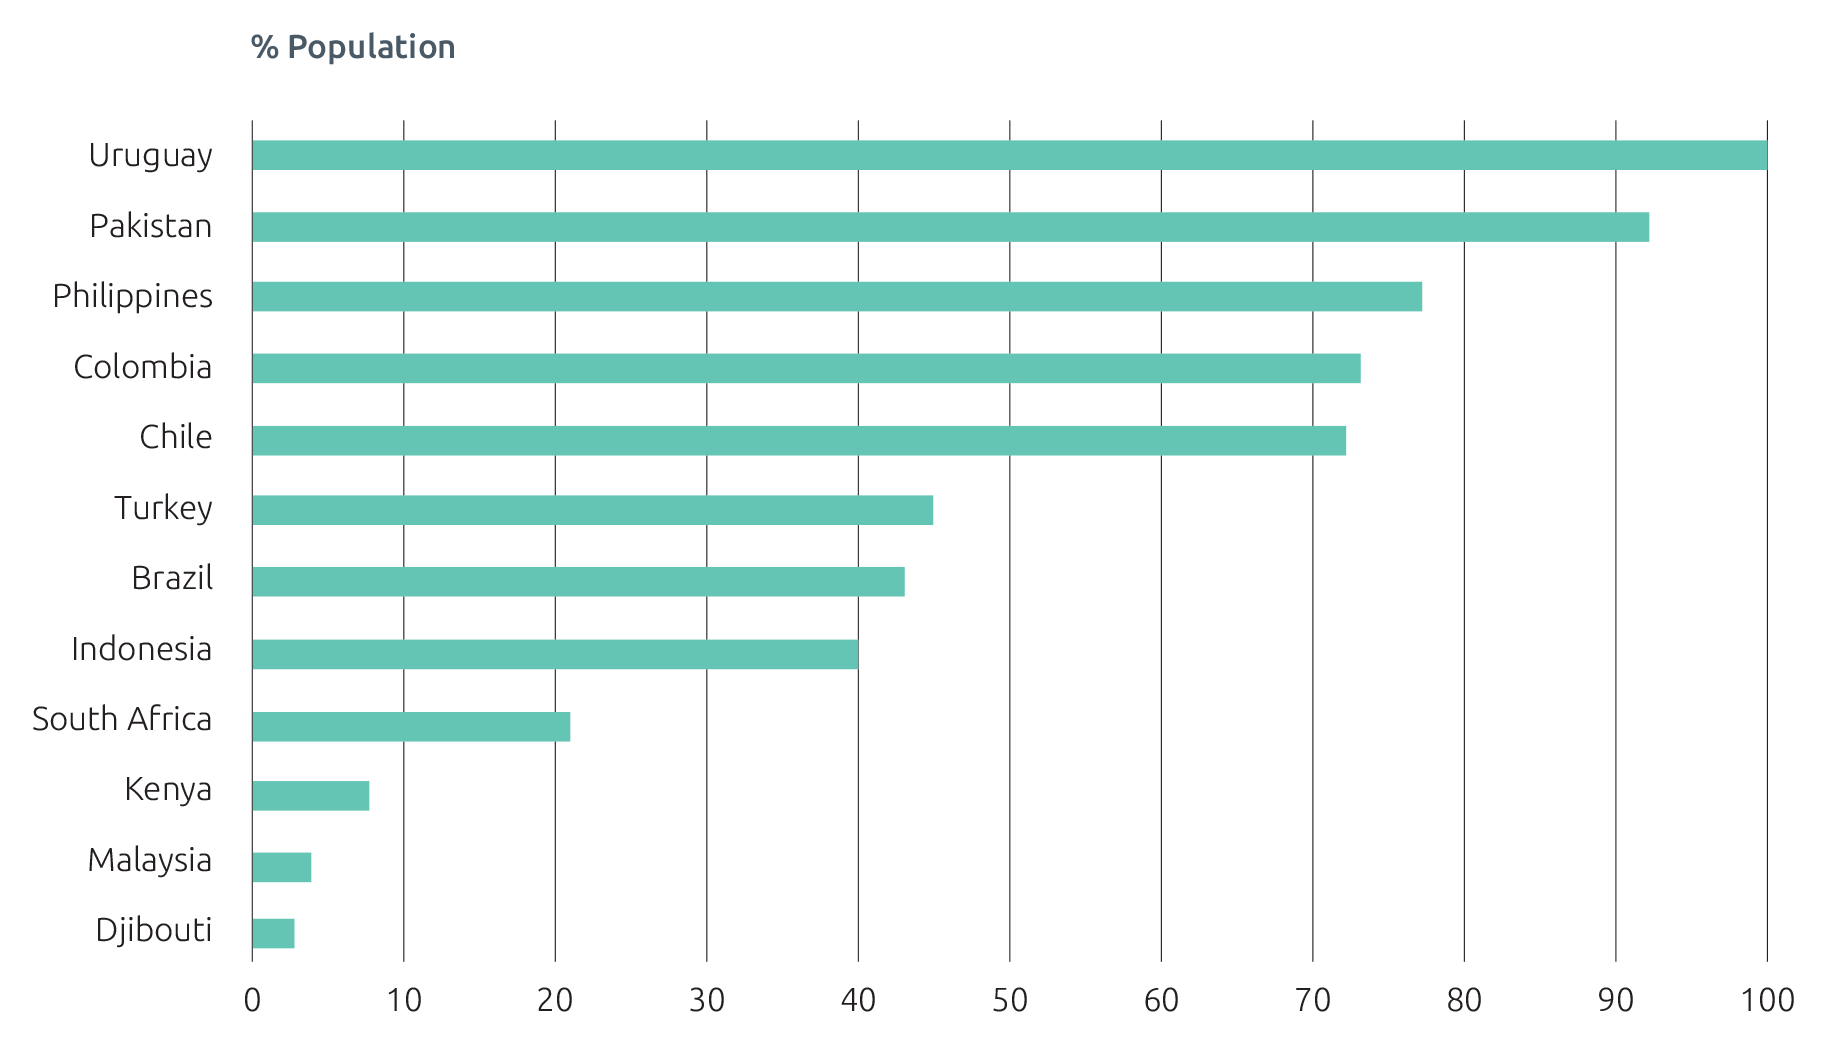 % Population
Uruguay
Pakistan
Philippines
Colombia
Chile
Turkey
Brazil
Indonesia
South Africa
Kenya
Malaysia
Djibouti
0 10 20 30 40 50 60 70 80 90 100